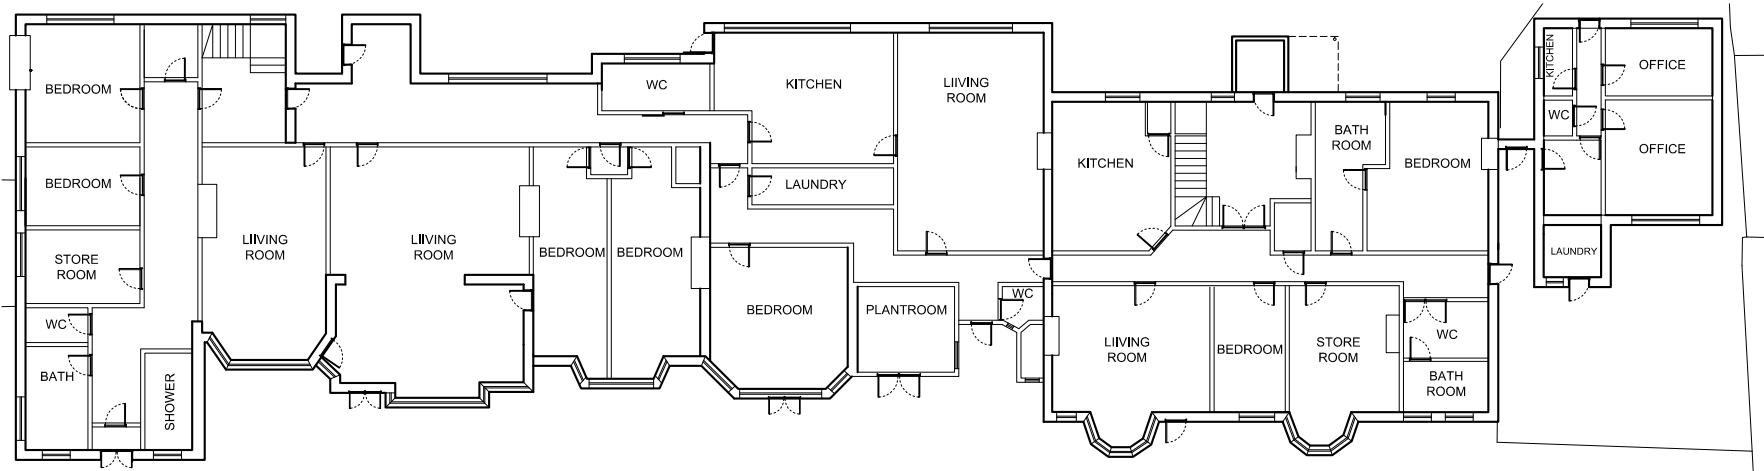 BEDROOM
BEDROOM
STORE
ROOM
WC
BATH
SHOWER
LIIVING
ROOM
LIIVING
ROOM
BEDROOM
BEDROOM
WC
KITCHEN
LIIVING
ROOM
LAUNDRY
BEDROOM
PLANTROOM
WC
KITCHEN
BATH
ROOM
BEDROOM
LIIVING
ROOM
BEDROOM
STORE
ROOM
WC
BATH
ROOM
KITCHEN
OFFICE
WC
OFFICE
LAUNDRY